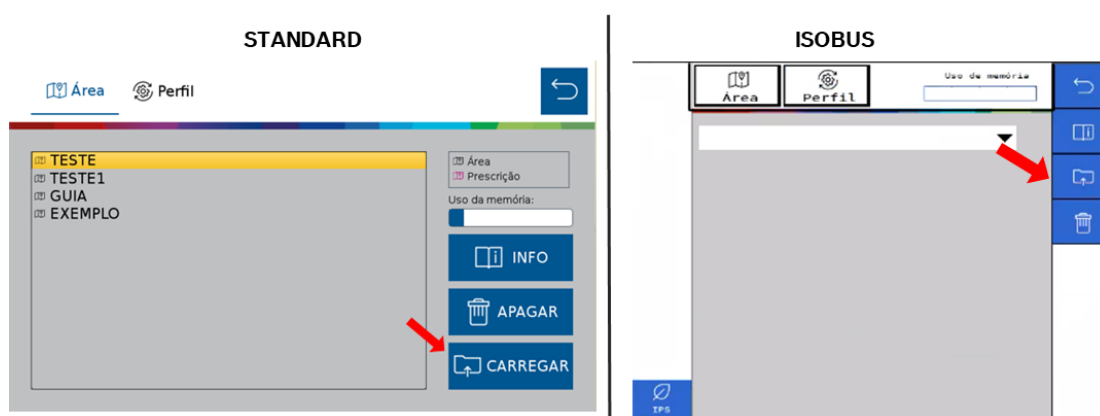 STANDARD
Área Perfil
TESTE
TESTE1
GUIA
EXEMPLO
Área
Prescrição
Uso da memória:
INFO
APAGAR
CARREGAR
ISOBUS
Área
Perfil
Uso de memória
IPS